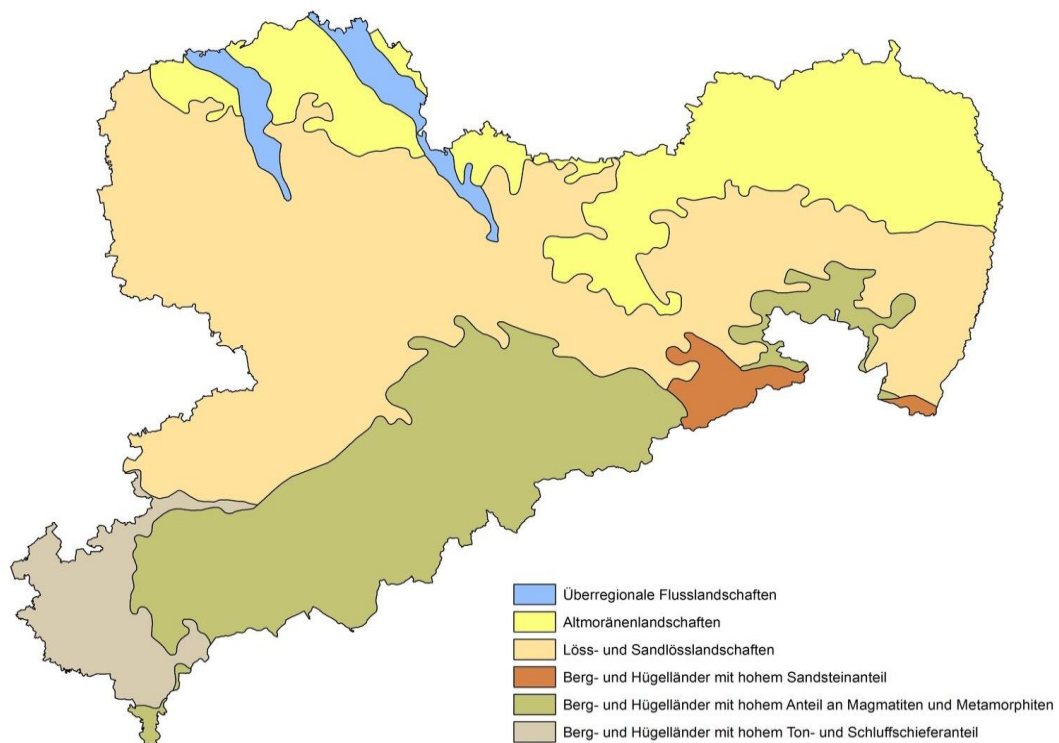 Überregionale Flusslandschaften
Altmoränenlandschaften
Löss- und Sandlösslandschaften
Berg- und Hügelländer mit hohem Sandsteinanteil
Berg- und Hügelländer mit hohem Anteil an Magmatiten und Metamorphiten
Berg- und Hügelländer mit hohem Ton- und Schluffschieferanteil